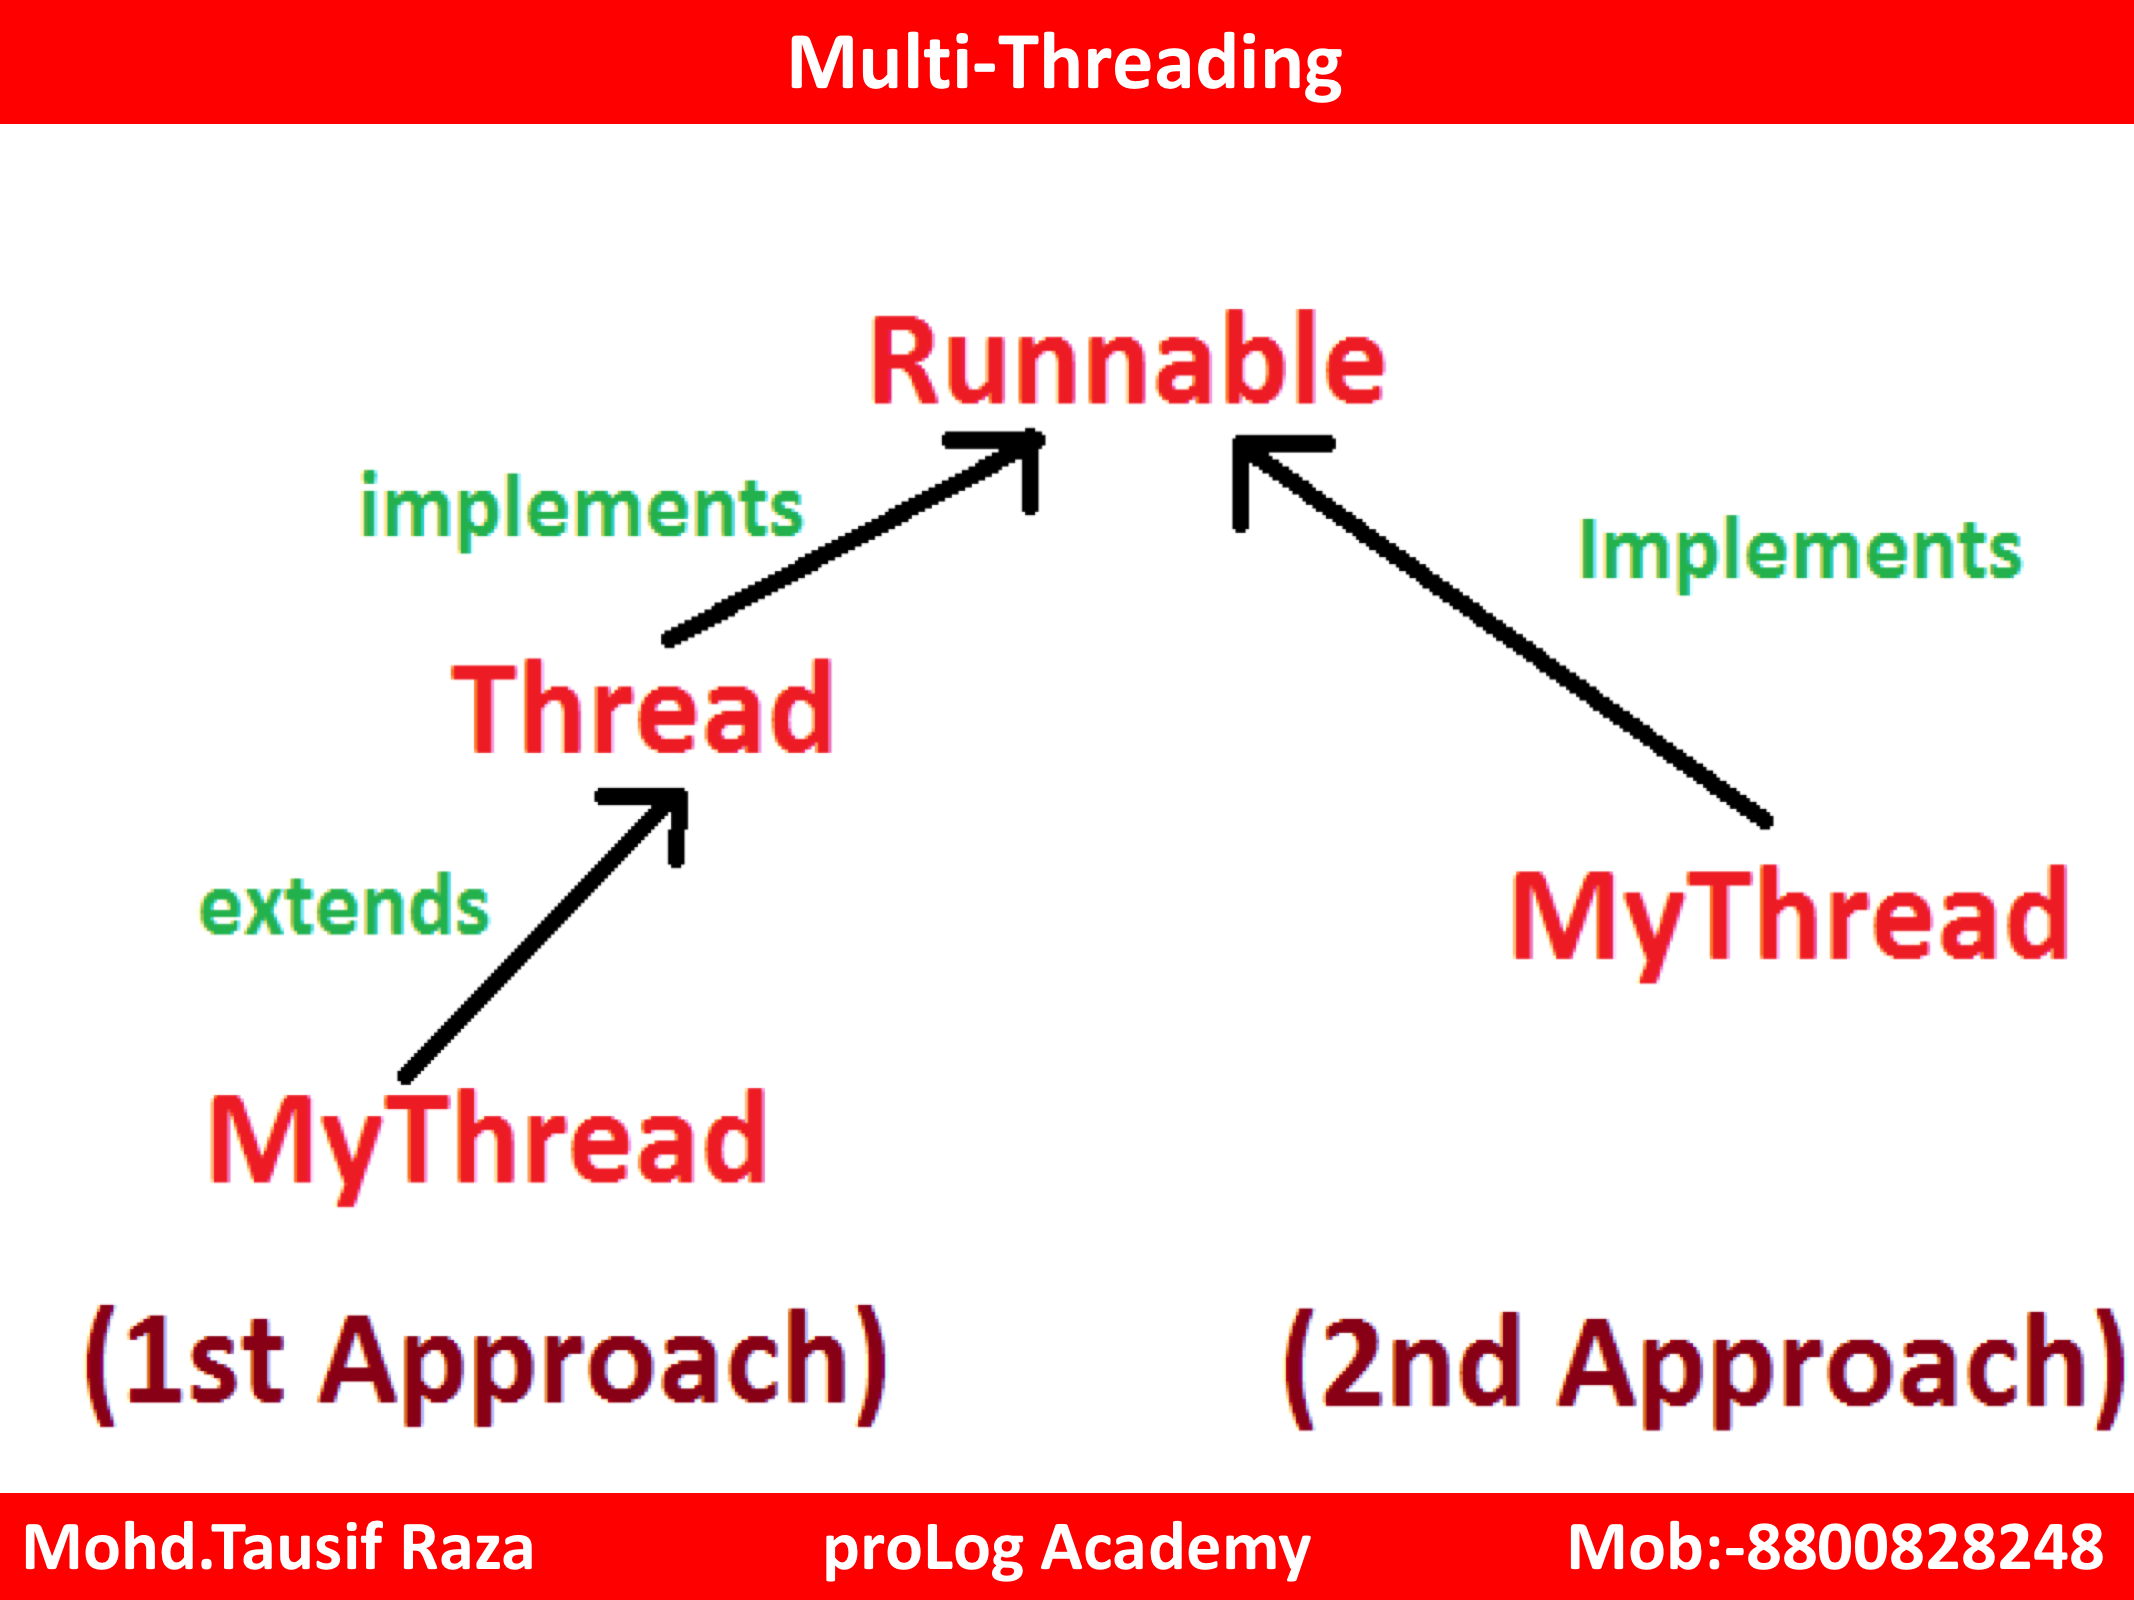 Multi-Threading
Runnable
implements
Implements
Thread
extends
MyThread
MyThread
(1st Approach)
(2nd Approach)
Mohd.Tausif Raza
proLog Academy
Mob:-8800828248